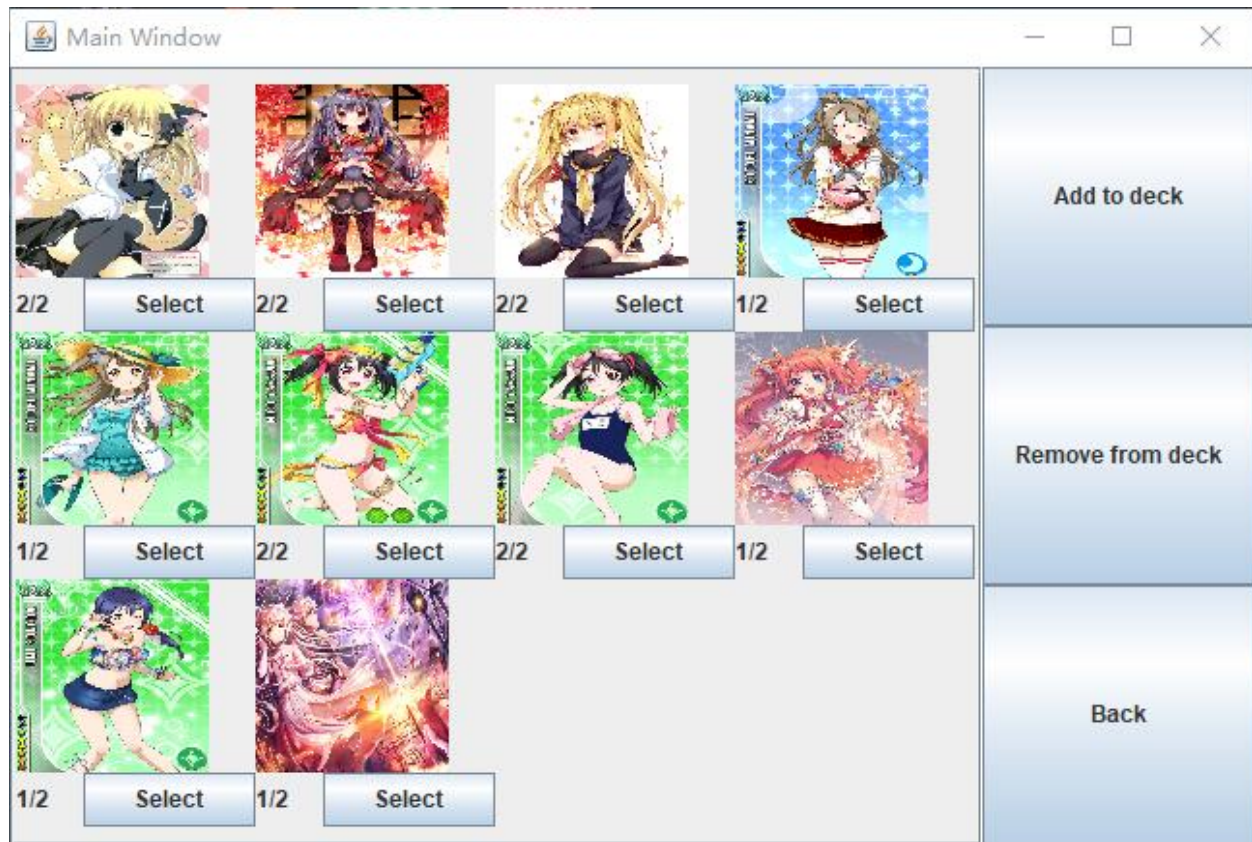 Main Window
Add to deck
2/2 Select 2/2 Select 2/2 Select 1/2 Select
Remove from deck
1/2 Select 2/2 Select 2/2 Select 1/2 Select
Back
1/2 Select 1/2 Select